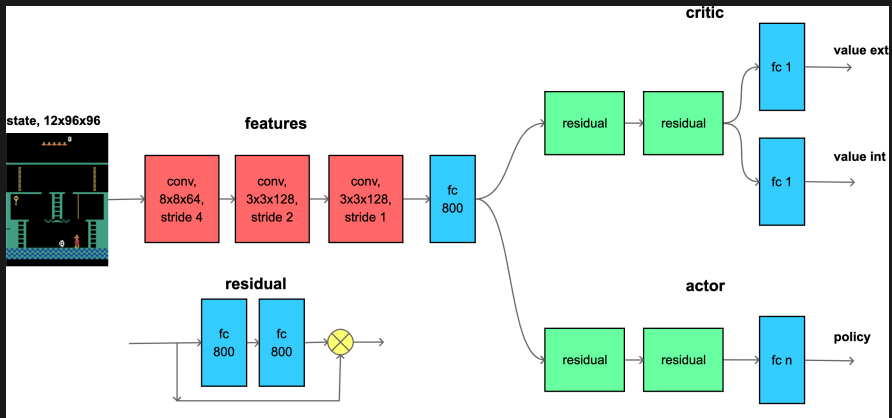 critic
value ext
fc 1
state, 12x96x96
features
residual
residual
value int
fc 1
conv,
8x8x64,
stride 4
conv,
3x3x128,
stride 2
conv,
3x3x128,
stride 1
fc
800
residual
fc
800
fc
800
actor
policy
residual
residual
fc n